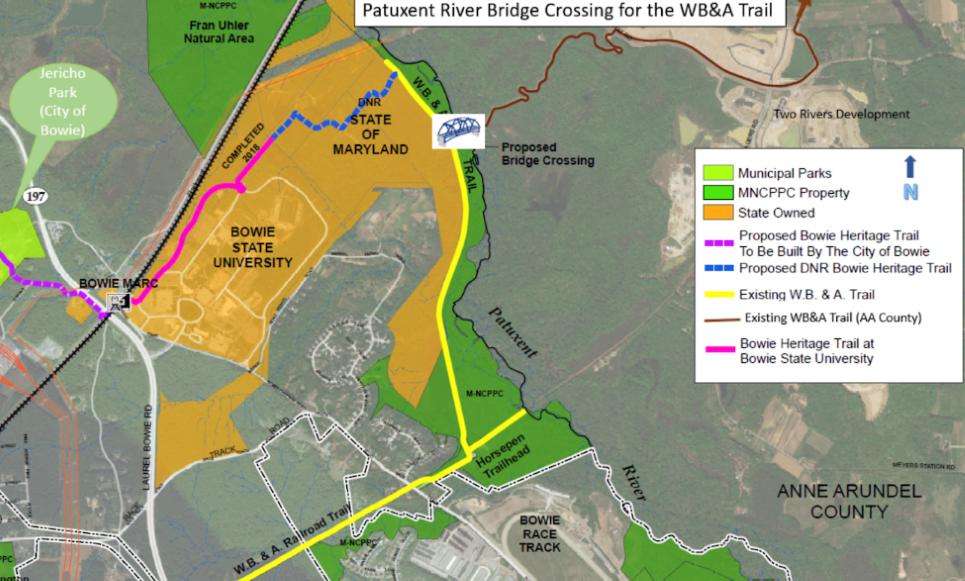 Patuxent River Bridge Crossing for the WB&A Trail
M-NCPPC
Fran Uhler
Natural Area
Jericho
Park
(City of
Bowie)
197
COMPLETED
2018
DNR
STATE
OF
MARYLAND
W.B. &
TRAIL
Proposed
Bridge Crossing
Two Rivers Development
Municipal Parks
MNCPPC Property
State Owned
Proposed Bowie Heritage Trail
To Be Built By The City of Bowie
Proposed DNR Bowie Heritage Trail
Existing W.B. & A. Trail
Existing WB&A Trail (AA County)
Bowie Heritage Trail at
Bowie State University
N
BOWIE
STATE
UNIVERSITY
BOWIE MARC
Patuxent
River
M-NCPPC
Horsepen
Trailhead
LAUREL BOWIE RD
RACE
TRACK
ROAD
W.B. & A. Railroad Trail
M-NCPPC
BOWIE
RACE
TRACK
MEYERS STATION RD
ANNE ARUNDEL
COUNTY